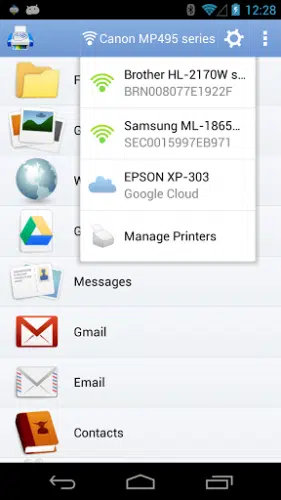 12:28
Canon MP495 series
Brother HL-2170W s...
BRN008077E1922F
Samsung ML-1865...
SEC0015997EB971
EPSON XP-303
Google Cloud
Manage Printers
F
G
W
G
Messages
Gmail
Email
Contacts